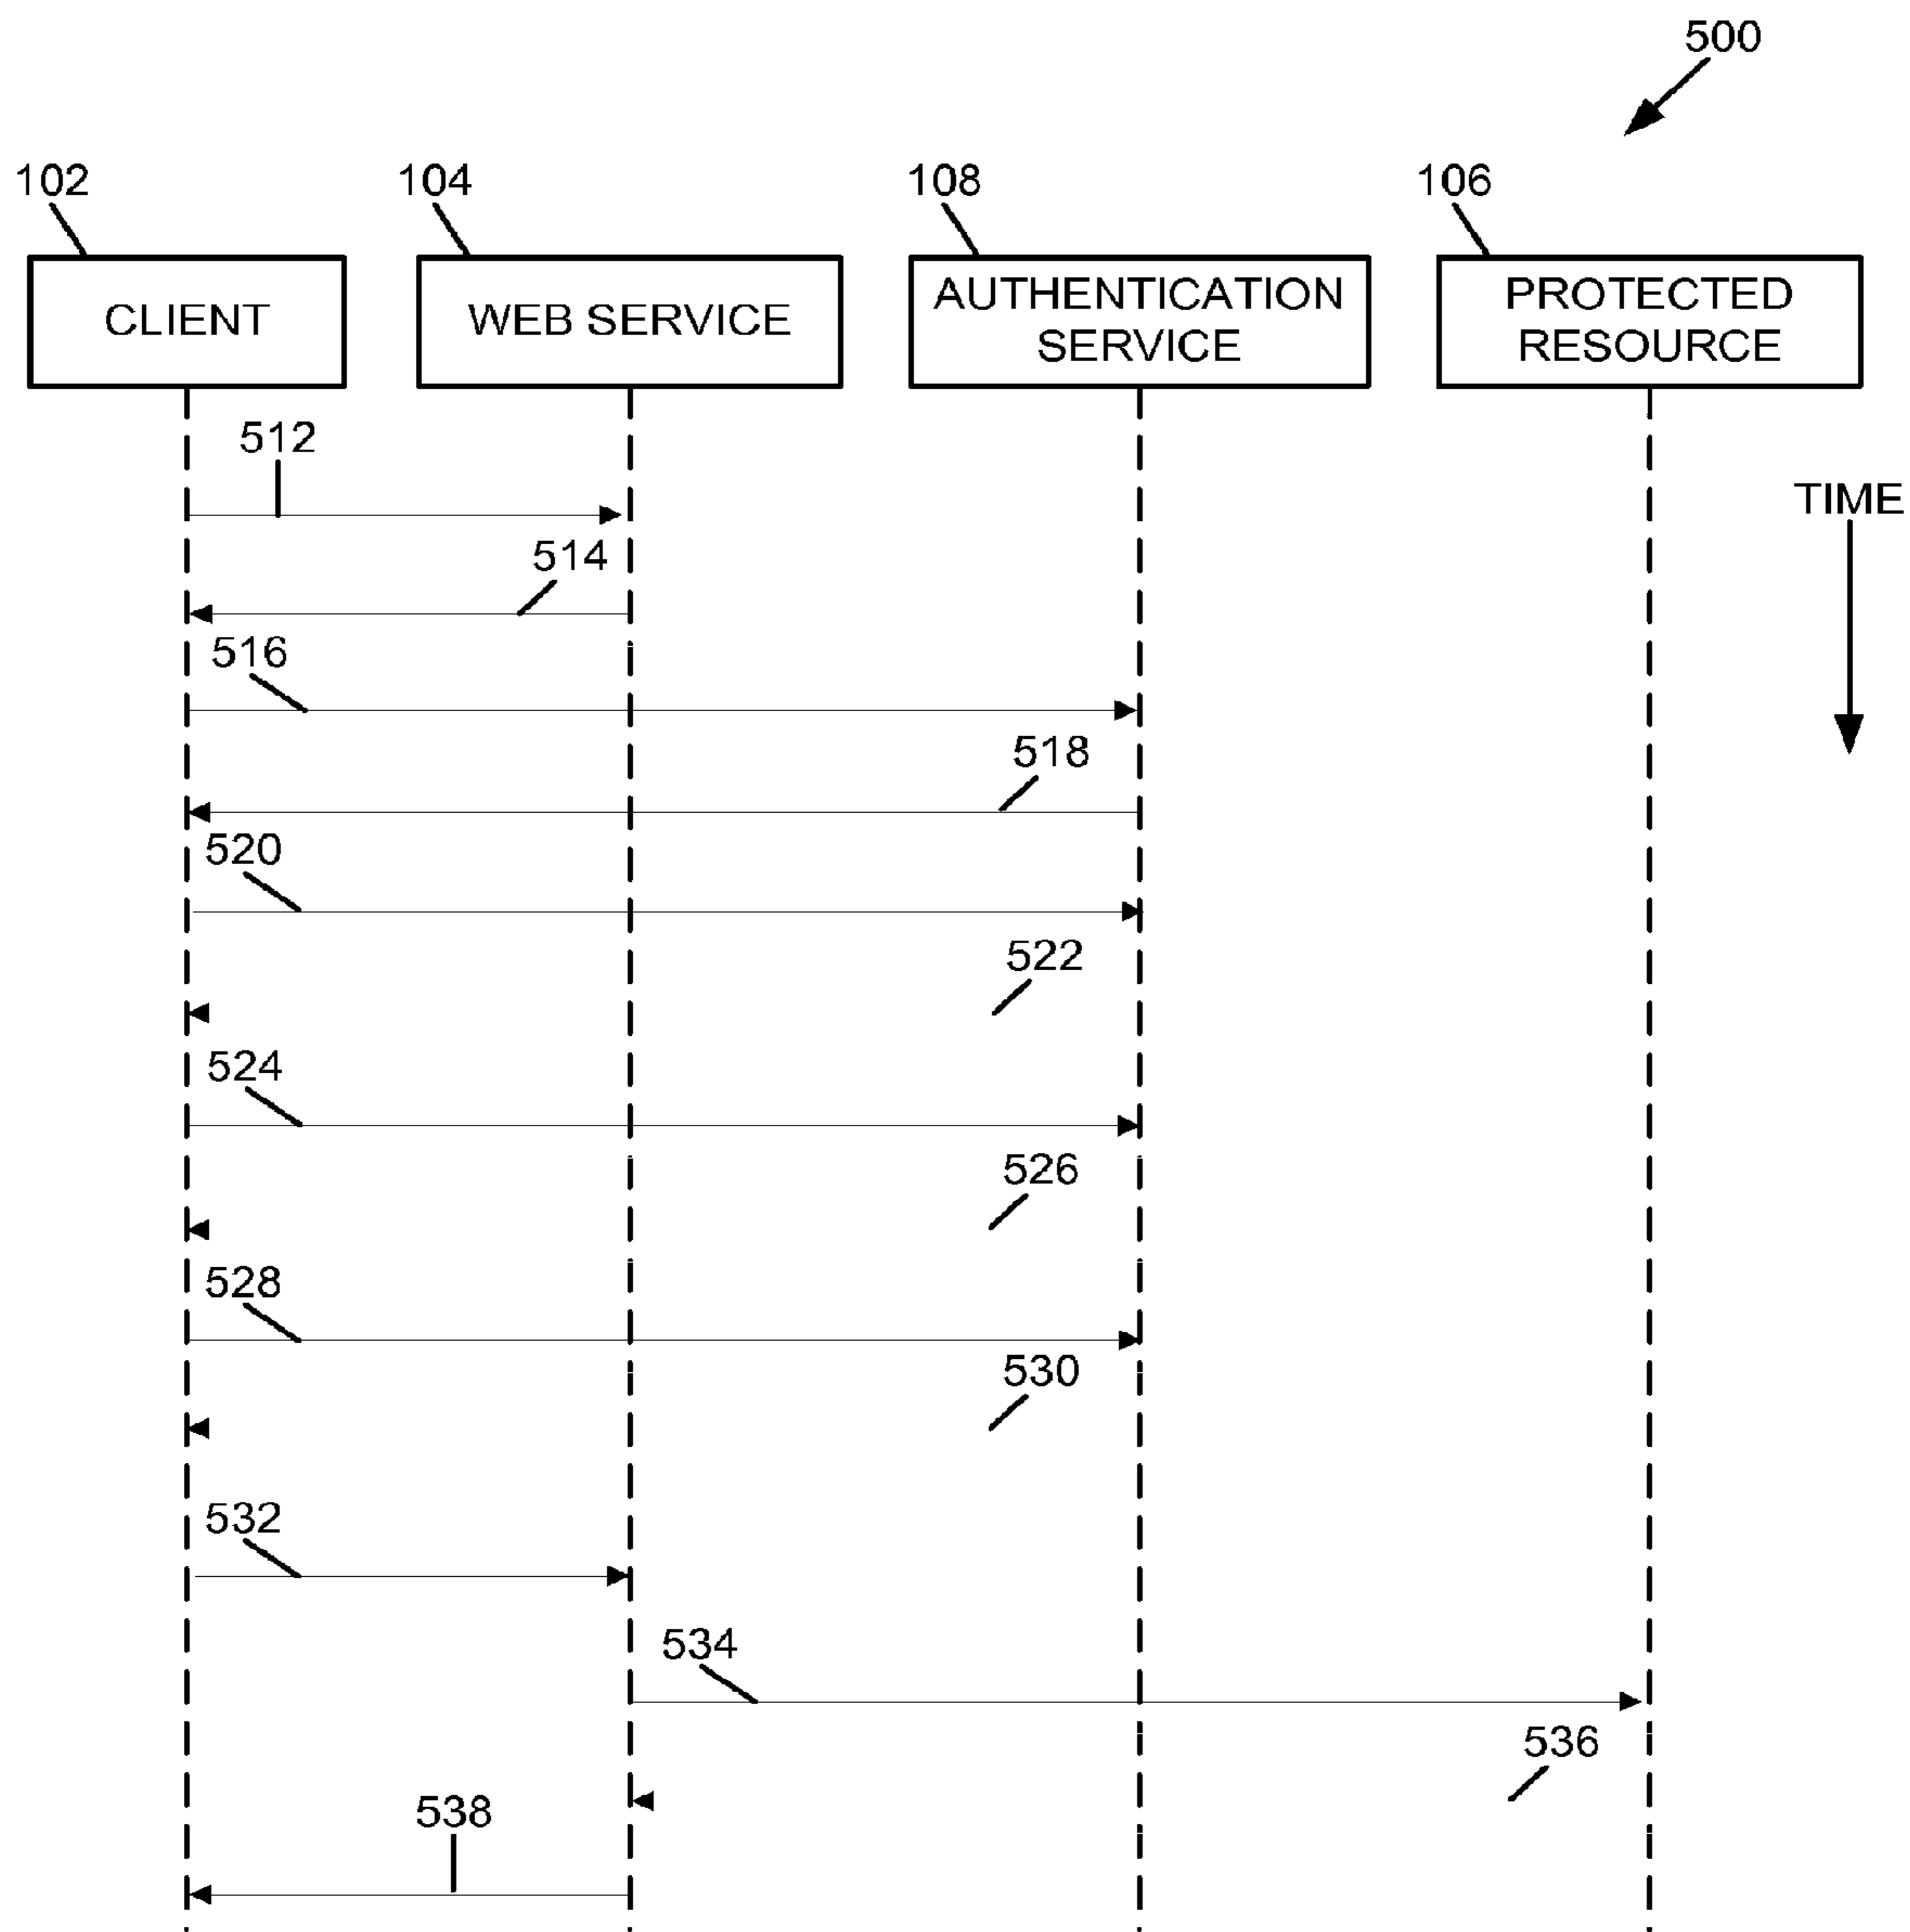 500
102
104
108
106
CLIENT
WEB SERVICE
AUTHENTICATION
SERVICE
PROTECTED
RESOURCE
512
TIME
514
516
518
520
522
524
526
528
530
532
534
536
538